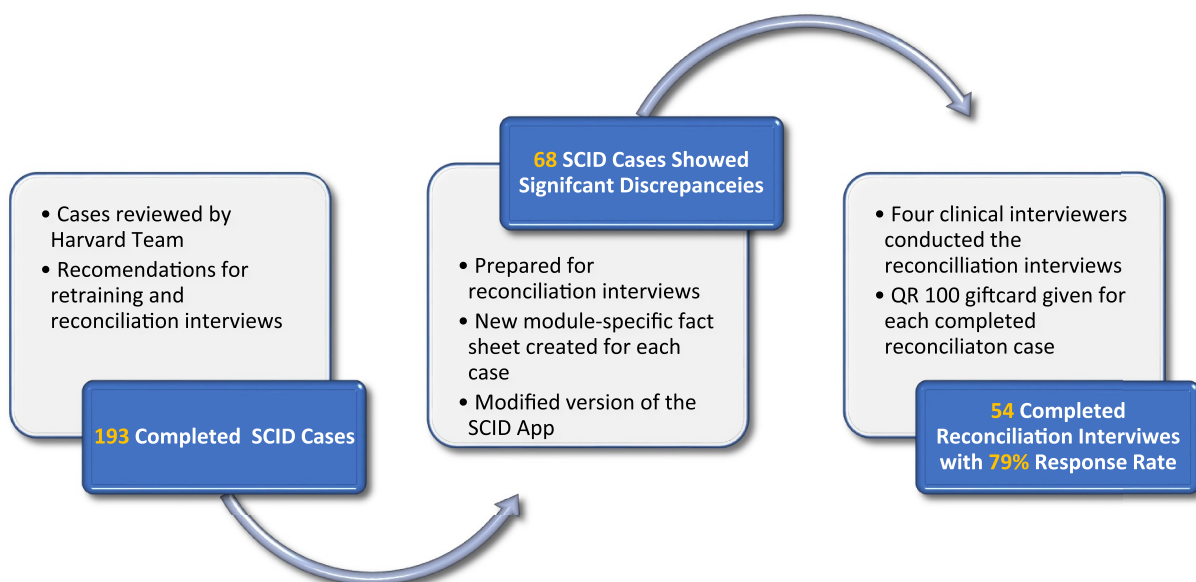 • Cases reviewed by
Harvard Team
• Recomendations for
retraining and
reconciliation interviews
193 Completed SCID Cases
68 SCID Cases Showed
Signifcant Discrepanceies
• Prepared for
reconciliation interviews
• New module-specific fact
sheet created for each
case
• Modified version of the
SCID App
• Four clinical interviewers
conducted the
reconcilliation interviews
• QR 100 giftcard given for
each completed
reconciliaton case
54 Completed
Reconciliation Interviwes
with 79% Response Rate